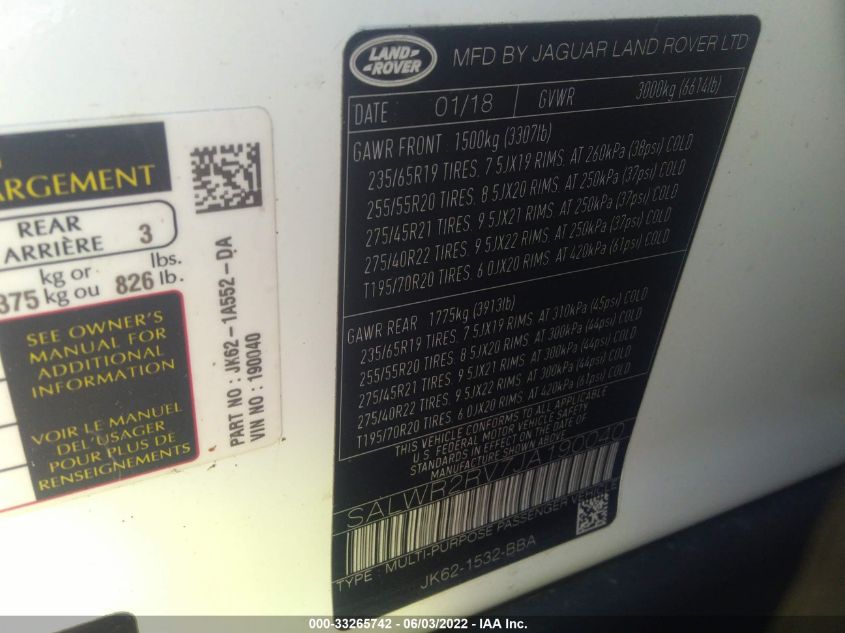 ARGEMENT
REAR
ARRIÈRE 3
kg or lbs.
375 kg ou 826 lb.
SEE OWNER'S
MANUAL FOR
ADDITIONAL
INFORMATION
VOIR LE MANUEL
DE L'USAGER
POUR PLUS DE
RENSEIGNEMENTS
PART NO : JK62-1A552-DA
VIN NO : 190040
LAND-
-ROVER
MFD BY JAGUAR LAND ROVER LTD
DATE : 01/18 GVWR 3000kg (6614lb)
GAWR FRONT 1500kg (3307lb)
235/65R19 TIRES, 7.5JX19 RIMS, AT 260kPa (38psi) COLD
255/55R20 TIRES, 8.5JX20 RIMS, AT 250kPa (37psi) COLD
275/45R21 TIRES, 9.5JX21 RIMS, AT 250kPa (37psi) COLD
275/40R22 TIRES, 9.5JX22 RIMS, AT 250kPa (37psi) COLD
T195/70R20 TIRES, 6.0JX20 RIMS, AT 420kPa (61psi) COLD
GAWR REAR 1775kg (3913lb)
235/65R19 TIRES, 7.5JX19 RIMS, AT 310kPa (45psi) COLD
255/55R20 TIRES, 8.5JX20 RIMS, AT 300kPa (44psi) COLD
275/45R21 TIRES, 9.5JX21 RIMS, AT 300kPa (44psi) COLD
275/40R22 TIRES, 9.5JX22 RIMS, AT 300kPa (44psi) COLD
T195/70R20 TIRES, 6.0JX20 RIMS, AT 420kPa (61psi) COLD
THIS VEHICLE CONFORMS TO ALL APPLICABLE
U.S. FEDERAL MOTOR VEHICLE SAFETY
STANDARDS IN EFFECT ON THE DATE OF
MANUFACTURE SHOWN ABOVE.
SALWR2RV7JA190040
TYPE : MULTI-PURPOSE PASSENGER VEHICLE
JK62-1532-BBA
000-33265742 - 06/03/2022 - IAAI.COM